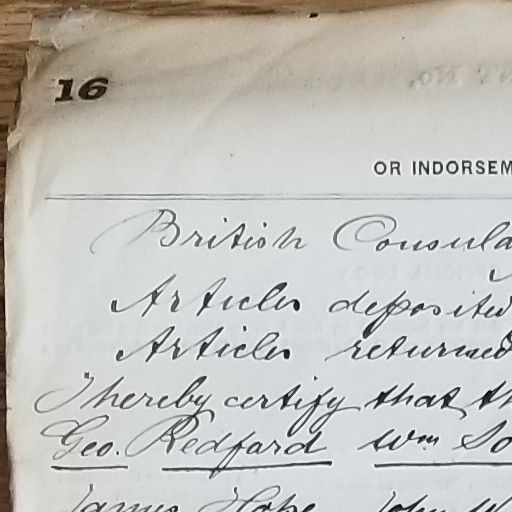 16
OR INDORSEM
British Consula
Articles deposited
Articles returned
I hereby certify that th
Geo. Redfard Wm So
James Hope John W